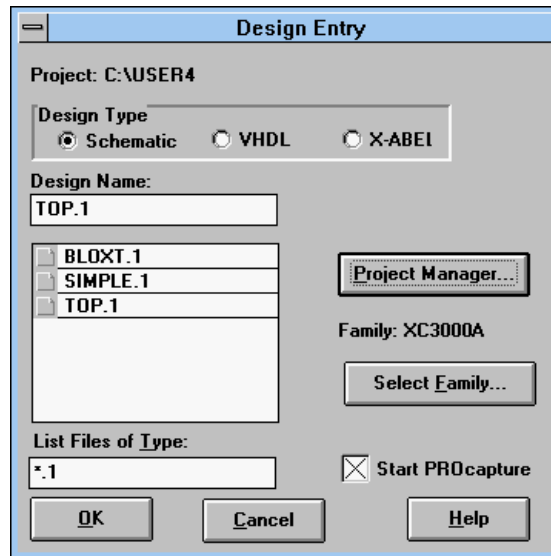 Design Entry
Project: C:\USER4
Design Type
Schematic VHDL X-ABEL
Design Name:
TOP.1
BLOXT.1
SIMPLE.1
TOP.1
Project Manager...
Family: XC3000A
Select Family...
List Files of Type:
*.1
Start PROcapture
OK Cancel Help